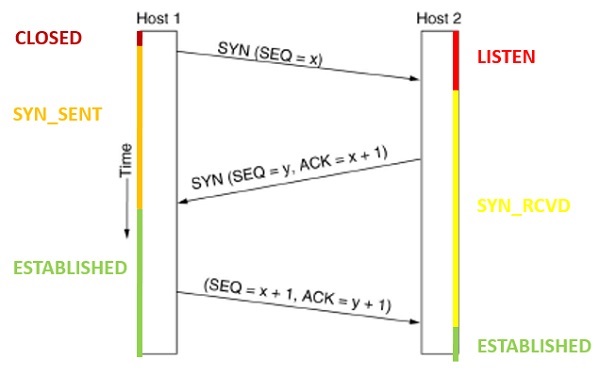 Host 1
Host 2
CLOSED
SYN (SEQ = x)
LISTEN
SYN_SENT
Time
SYN (SEQ = y, ACK = x + 1)
SYN_RCVD
ESTABLISHED
(SEQ = x + 1, ACK = y + 1)
ESTABLISHED